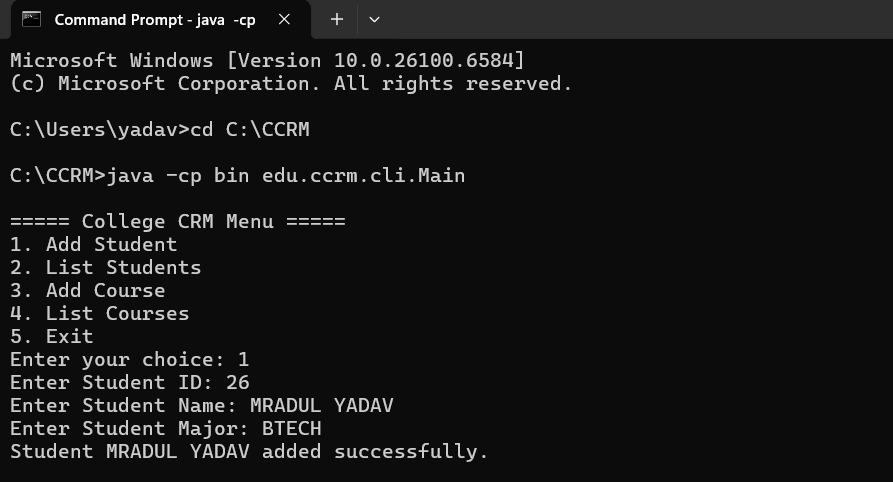 Command Prompt - java -cp
Microsoft Windows [Version 10.0.26100.6584]
(c) Microsoft Corporation. All rights reserved.
C:\Users\yadav>cd C:\CCRM
C:\CCRM>java -cp bin edu.ccrm.cli.Main
===== College CRM Menu =====
1. Add Student
2. List Students
3. Add Course
4. List Courses
5. Exit
Enter your choice: 1
Enter Student ID: 26
Enter Student Name: MRADUL YADAV
Enter Student Major: BTECH
Student MRADUL YADAV added successfully.